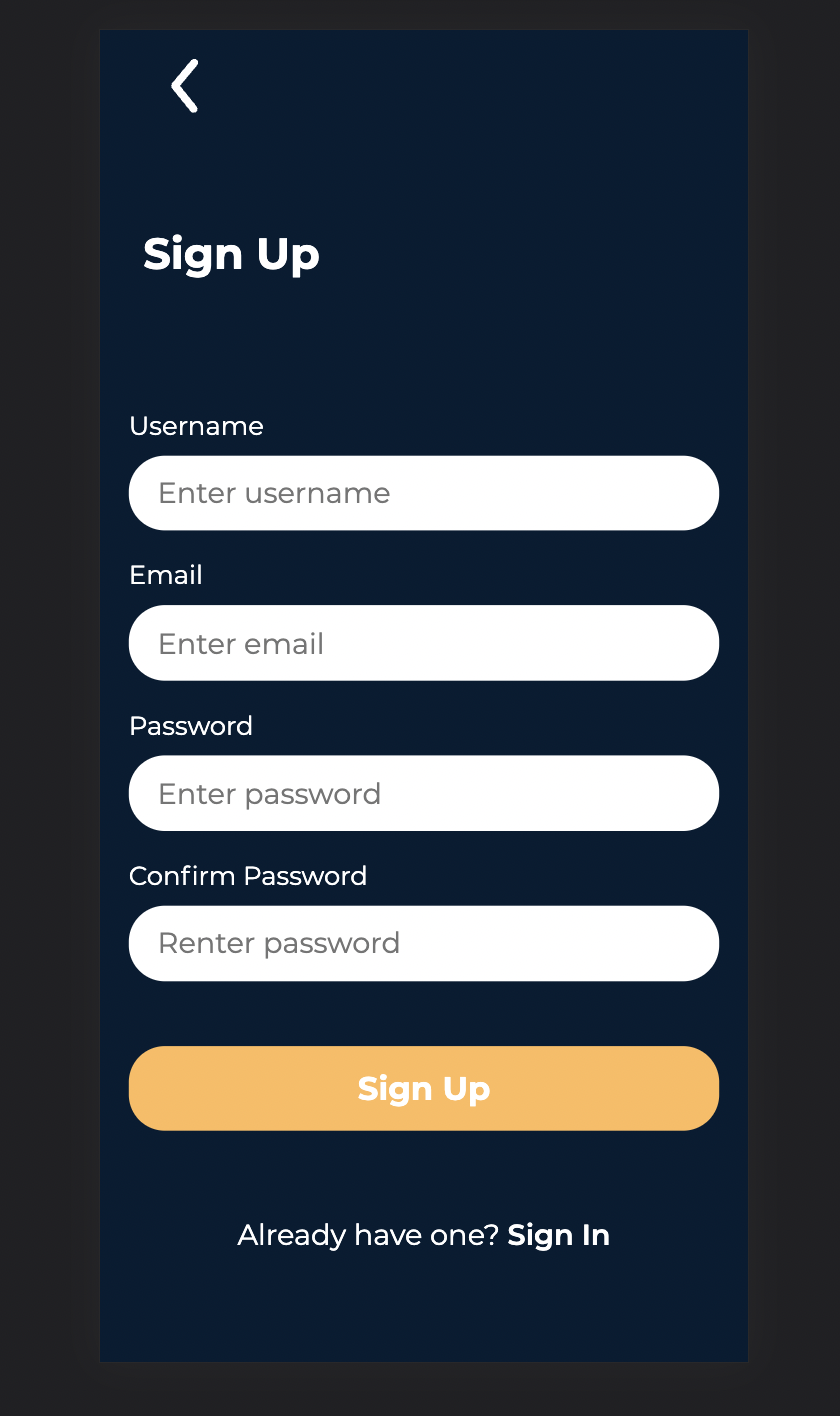 Sign Up
Username
Enter username
Email
Enter email
Password
Enter password
Confirm Password
Renter password
Sign Up
Already have one? Sign In